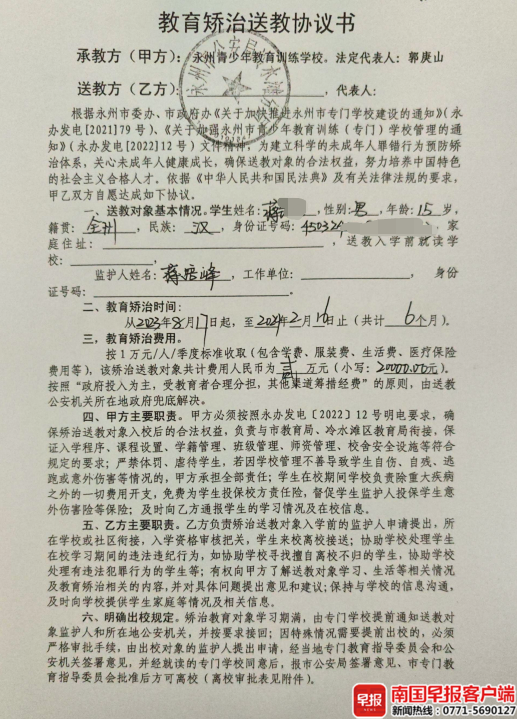 教育矫治送教协议书
承教方（甲方）：永州青少年教育训练学校。法定代表人：郭庚山
送教方（乙方）：，代表人：
根据永州市委办、市政府办《关于加快推进永州市专门学校建设的通知》（永
办发电[2021]79号）、《关于加强永州市青少年教育训练（专门）学校管理的通
知》（永办发电[2022]12号）文件精神，为建立科学的未成年人罪错行为预防矫
治体系，关心未成年人健康成长，确保送教对象的合法权益，努力培养中国特色
的社会主义合格人才。依据《中华人民共和国民法典》及有关法律法规的要求，
甲乙双方自愿达成如下协议。
一、送教对象基本情况。学生姓名：蒋，性别：男，年龄：15岁，
籍贯：全州，民族：汉，身份证号码：450324。家
庭住址：，送教入学前就读学
校：。
监护人姓名：蒋培峰，工作单位：，身份
证号码：。
二、教育矫治时间：
从2023年8月17日起，至2024年2月16日止（共计6个月）。
三，教育矫治费用。
按1万元/人/季度标准收取（包含学费、服装费、生活费、医疗保险
费用等），该矫治送教对象共计费用人民币为贰万元（小写：20000.00元）。
按照“政府投入为主，受教育者合理分担，其他渠道筹措经费”的原则，由送教
公安机关所在地政府兜底解决。
四、甲方主要职责。甲方必须按照永办发电〔2022〕12号明电要求，确
保矫治送教对象入校后的合法权益，负责与市教育局、冷水滩区教育局衔接，保
证入学程序、课程设置、学籍管理、班级管理、师资管理、校舍安全设施等符合
规定的要求；严禁体罚、虐待学生，若因学校管理不善导致学生自伤、自残、逃
跑或意外伤害等情况的，甲方承担全部责任；学生在校期间学校负责除重大疾病
之外的一切费用开支，免费为学生投保校方责任险，督促学生监护人投保学生意
外伤害险等保险；及时向乙方通报学生的学习情况及在校信息。
五、乙方主要职责。乙方负责矫治送教对象入学前的监护人申请提出，所
在学校或社区衔接，入学资格审核把关，学生来校离校接送；协助学校处理学生
在校学习期间的违法违纪行为，如协助学校寻找擅自离校不归的学生，协助学校
处理有违法犯罪行为的学生等；有权向甲方了解送教对象学习、生活等相关情况
及教育矫治相关的内容，并对具体问题提出意见和建议；保持与学校的信息沟通，
及时向学校提供学生家庭等情况及相关信息。
六、明确出校规定。矫治教育对象学习期满，由专门学校提前通知送教对
象监护人和所在地公安机关，并按要求接回；因特殊情况需要提前出校的，必须
严格审批手续，由出校对象的监护人提出申请，经当地专门教育指导委员会和公
安机关签署意见，并经就读的专门学校同意后，报市公安局签署意见、市专门教
育指导委员会批准后方可离校（离校审批表见附件）。
早报 南国早报客户端
新闻热线：0771-5690127